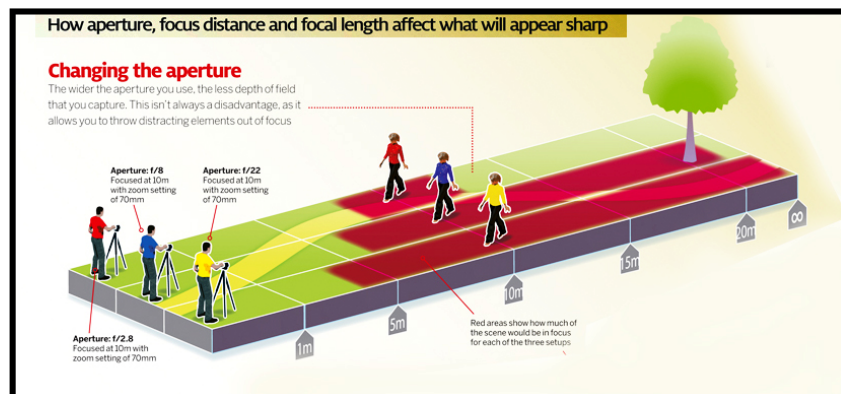 How aperture, focus distance and focal length affect what will appear sharp
Changing the aperture
The wider the aperture you use, the less depth of field
that you capture. This isn't always a disadvantage, as it
allows you to throw distracting elements out of focus
Aperture: f/8
Focused at 10m
with zoom setting
of 70mm
Aperture: f/22
Focused at 10m
with zoom setting
of 70mm
Aperture: f/2.8
Focused at 10m with
zoom setting of 70mm
1m
5m
10m
15m
20m
∞
Red areas show how much of
the scene would be in focus
for each of the three setups